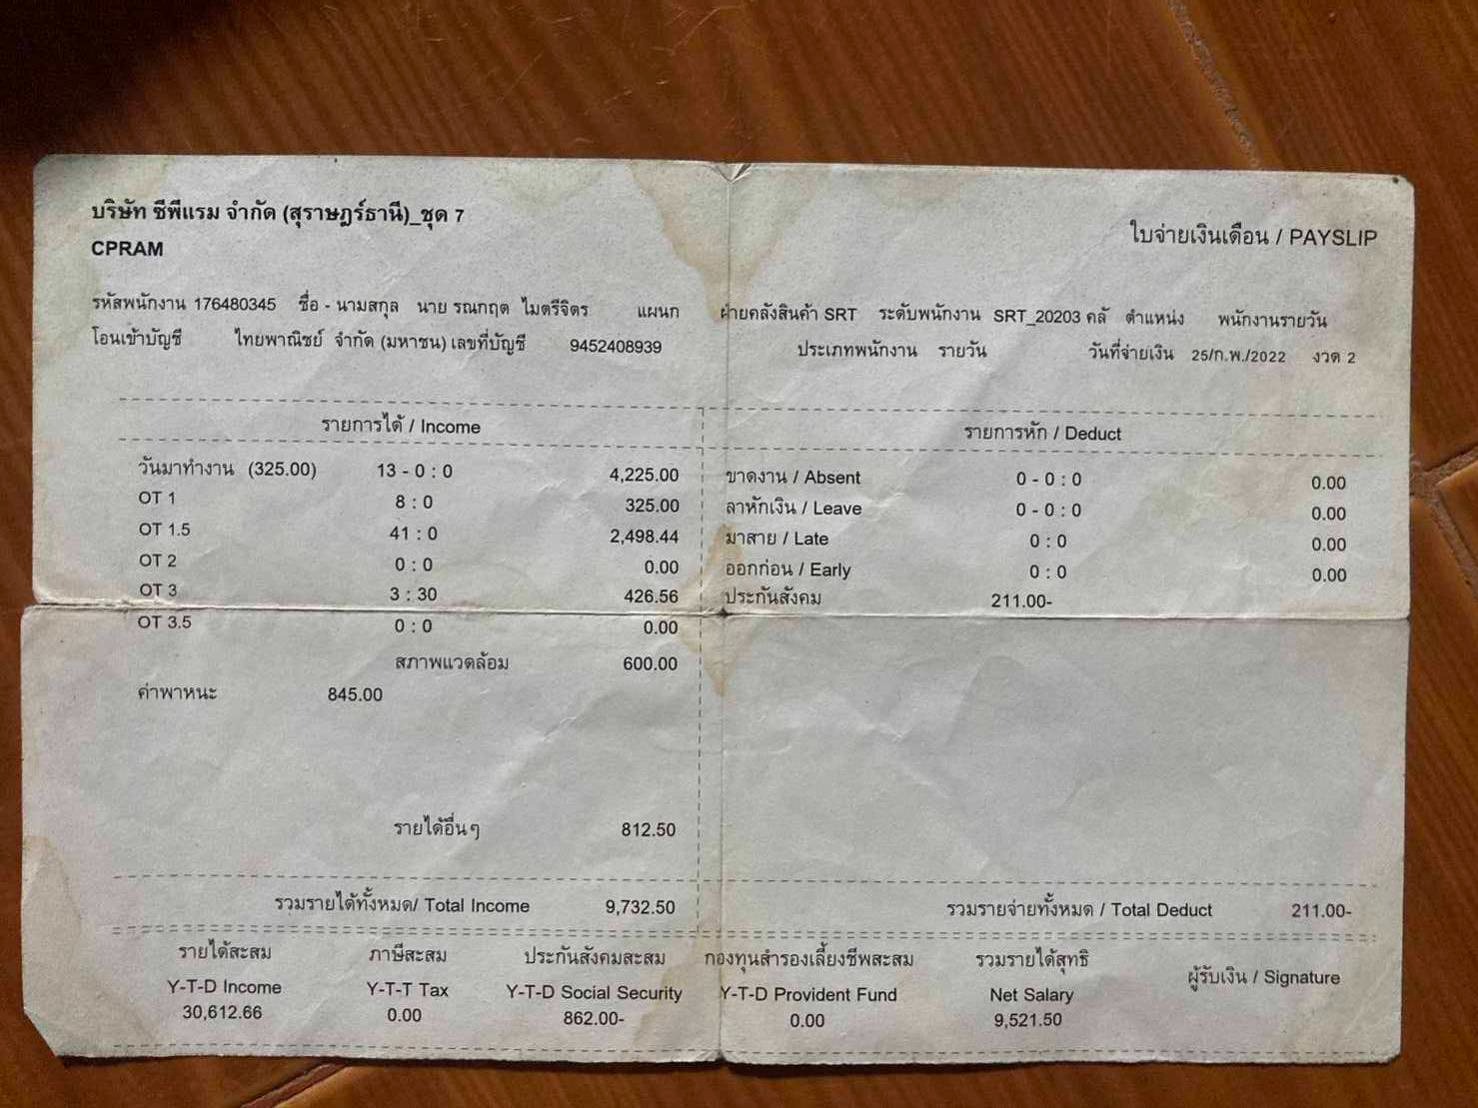 บริษัท ซีพีแรม จำกัด (สุราษฎร์ธานี)_ชุด 7
ใบจ่ายเงินเดือน / PAYSLIP
CPRAM
รหัสพนักงาน 176480345 ชื่อ - นามสกุล นาย รณกฤต ไมตรีจิตร แผนก ฝ่ายคลังสินค้า SRT ระดับพนักงาน SRT_20203 คลั ตำแหน่ง พนักงานรายวัน
โอนเข้าบัญชี ไทยพาณิชย์ จำกัด (มหาชน) เลขที่บัญชี 9452408939 ประเภทพนักงาน รายวัน วันที่จ่ายเงิน 25/ก.พ./2022 งวด 2
รายการได้ / Income รายการหัก / Deduct
วันมาทำงาน (325.00) 13 - 0 : 0 4,225.00 ขาดงาน / Absent 0 - 0 : 0 0.00
OT 1 8 : 0 325.00 ลาหักเงิน / Leave 0 - 0 : 0 0.00
OT 1.5 41 : 0 2,498.44 มาสาย / Late 0 : 0 0.00
OT 2 0 : 0 0.00 ออกก่อน / Early 0 : 0 0.00
OT 3 3 : 30 426.56 ประกันสังคม 211.00-
OT 3.5 0 : 0 0.00
สภาพแวดล้อม 600.00
ค่าพาหนะ 845.00
รายได้อื่นๆ 812.50
รวมรายได้ทั้งหมด/ Total Income 9,732.50 รวมรายจ่ายทั้งหมด / Total Deduct 211.00-
รายได้สะสม ภาษีสะสม ประกันสังคมสะสม กองทุนสำรองเลี้ยงชีพสะสม รวมรายได้สุทธิ ผู้รับเงิน / Signature
Y-T-D Income Y-T-T Tax Y-T-D Social Security Y-T-D Provident Fund Net Salary
30,612.66 0.00 862.00- 0.00 9,521.50